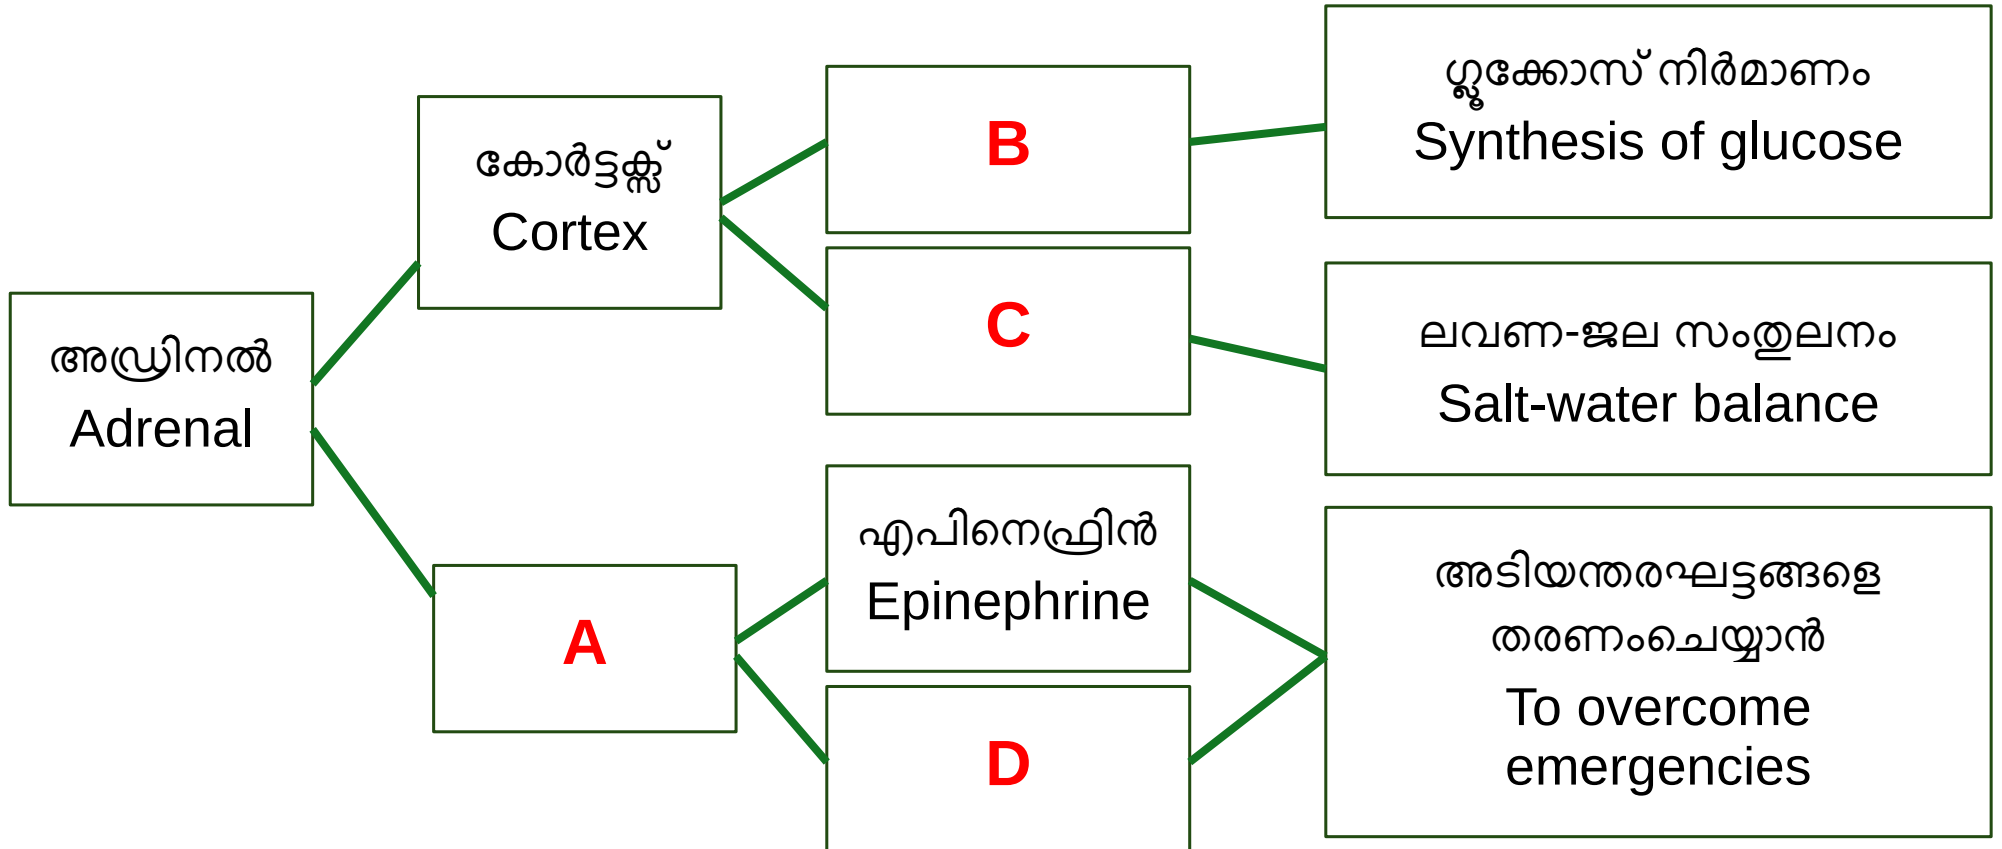 അഡ്രിനൽ
Adrenal
കോർട്ടക്സ്
Cortex
A
B
C
എപിനെഫ്രിൻ
Epinephrine
D
ഗ്ലൂക്കോസ് നിർമാണം
Synthesis of glucose
ലവണ-ജല സംതുലനം
Salt-water balance
അടിയന്തരഘട്ടങ്ങളെ
തരണംചെയ്യാൻ
To overcome
emergencies